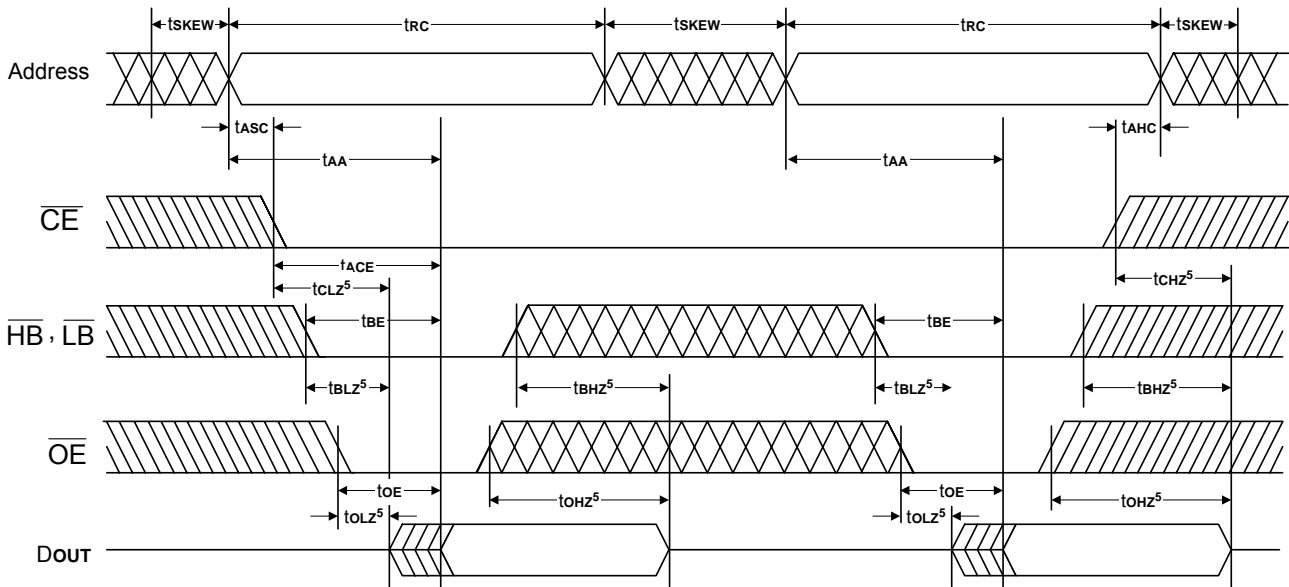 tSKEW tRC tSKEW tRC tSKEW
Address
tASC tAHC
tAA tAA
CE
tACE
tCLZ5 tCHZ5
HB , LB tBE tBE
tBLZ5 tBHZ5 tBLZ5 tBHZ5
OE
tOE tOE
tOLZ5 tOHZ5 tOLZ5 tOHZ5
DOUT